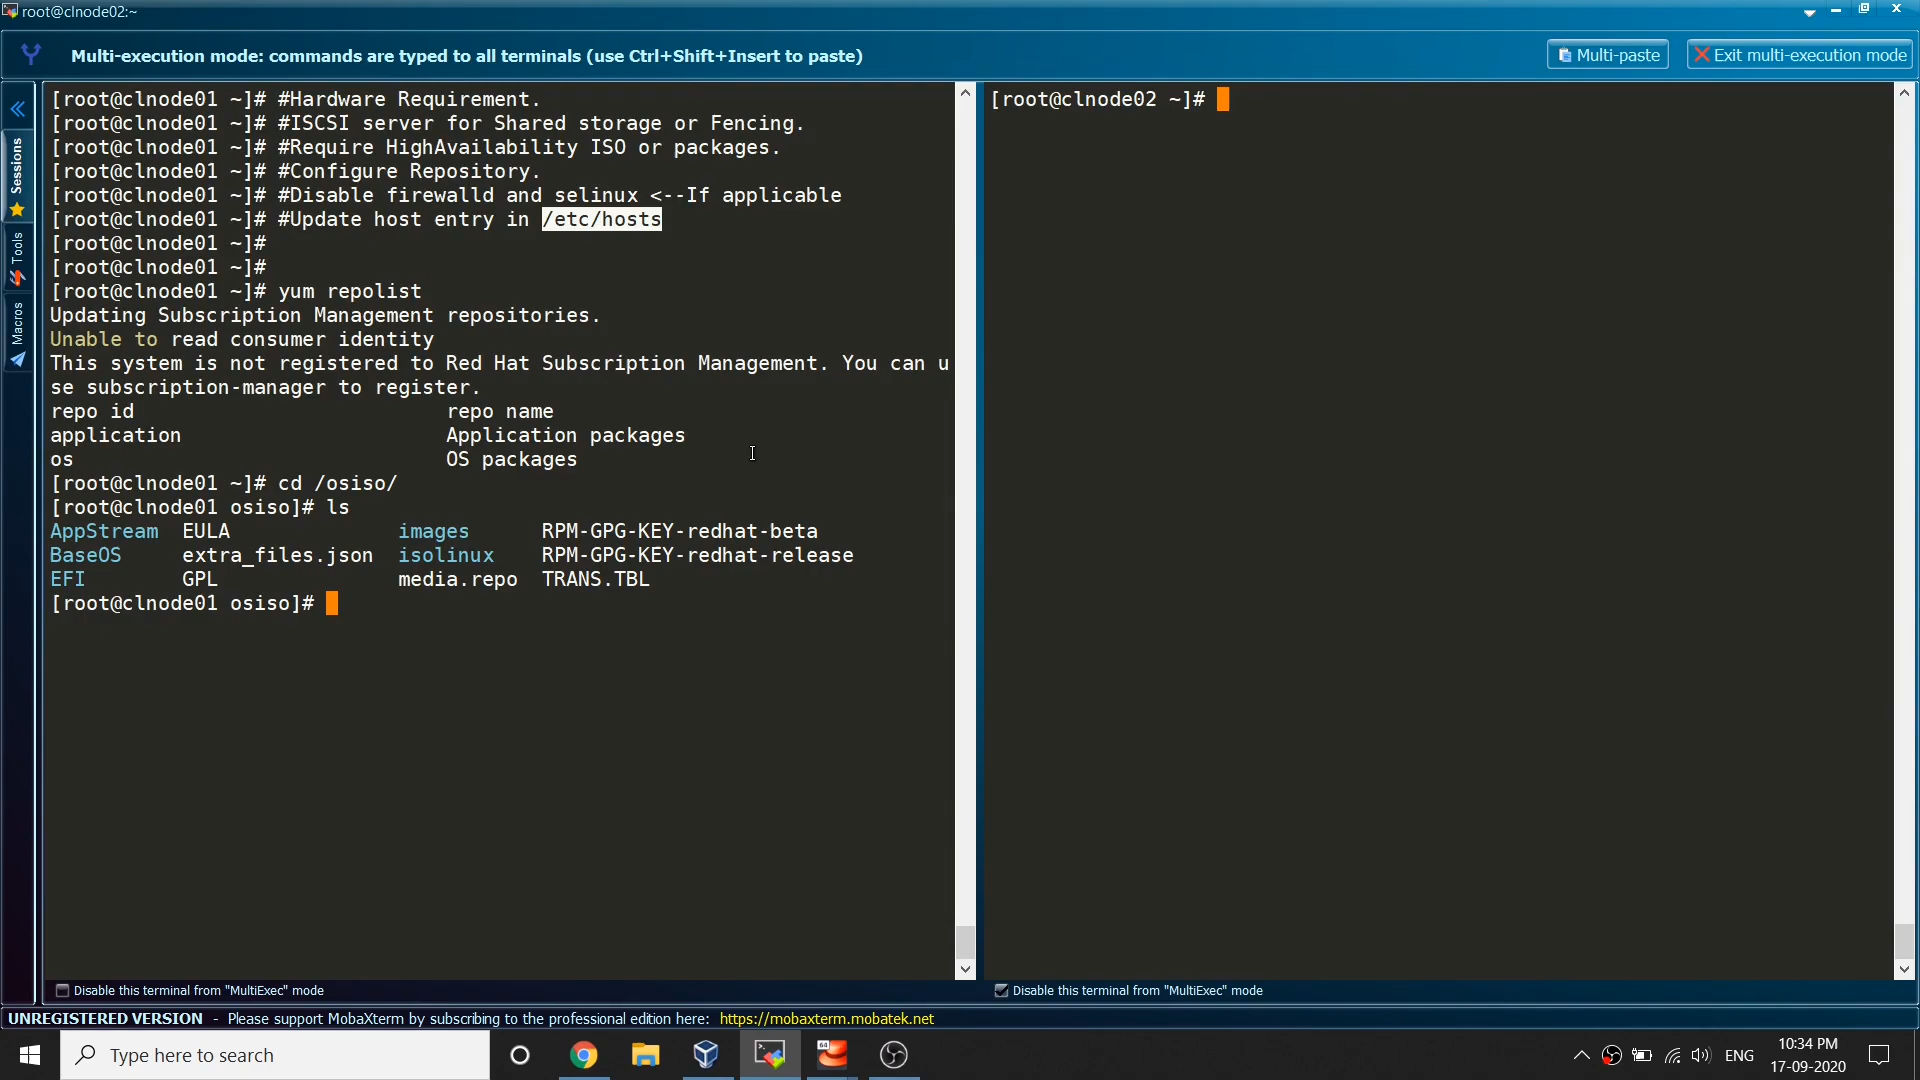 root@clnode02:~
Multi-execution mode: commands are typed to all terminals (use Ctrl+Shift+Insert to paste)
Multi-paste
Exit multi-execution mode
Sessions
Tools
Macros
[root@clnode01 ~]# #Hardware Requirement.
[root@clnode01 ~]# #ISCSI server for Shared storage or Fencing.
[root@clnode01 ~]# #Require HighAvailability ISO or packages.
[root@clnode01 ~]# #Configure Repository.
[root@clnode01 ~]# #Disable firewalld and selinux <--If applicable
[root@clnode01 ~]# #Update host entry in /etc/hosts
[root@clnode01 ~]#
[root@clnode01 ~]#
[root@clnode01 ~]# yum repolist
Updating Subscription Management repositories.
Unable to read consumer identity
This system is not registered to Red Hat Subscription Management. You can u
se subscription-manager to register.
repo id repo name
application Application packages
os OS packages
[root@clnode01 ~]# cd /osiso/
[root@clnode01 osiso]# ls
AppStream EULA images RPM-GPG-KEY-redhat-beta
BaseOS extra_files.json isolinux RPM-GPG-KEY-redhat-release
EFI GPL media.repo TRANS.TBL
[root@clnode01 osiso]#
Disable this terminal from "MultiExec" mode
[root@clnode02 ~]#
Disable this terminal from "MultiExec" mode
UNREGISTERED VERSION - Please support MobaXterm by subscribing to the professional edition here: https://mobaxterm.mobatek.net
Type here to search
64
ENG
10:34 PM
17-09-2020